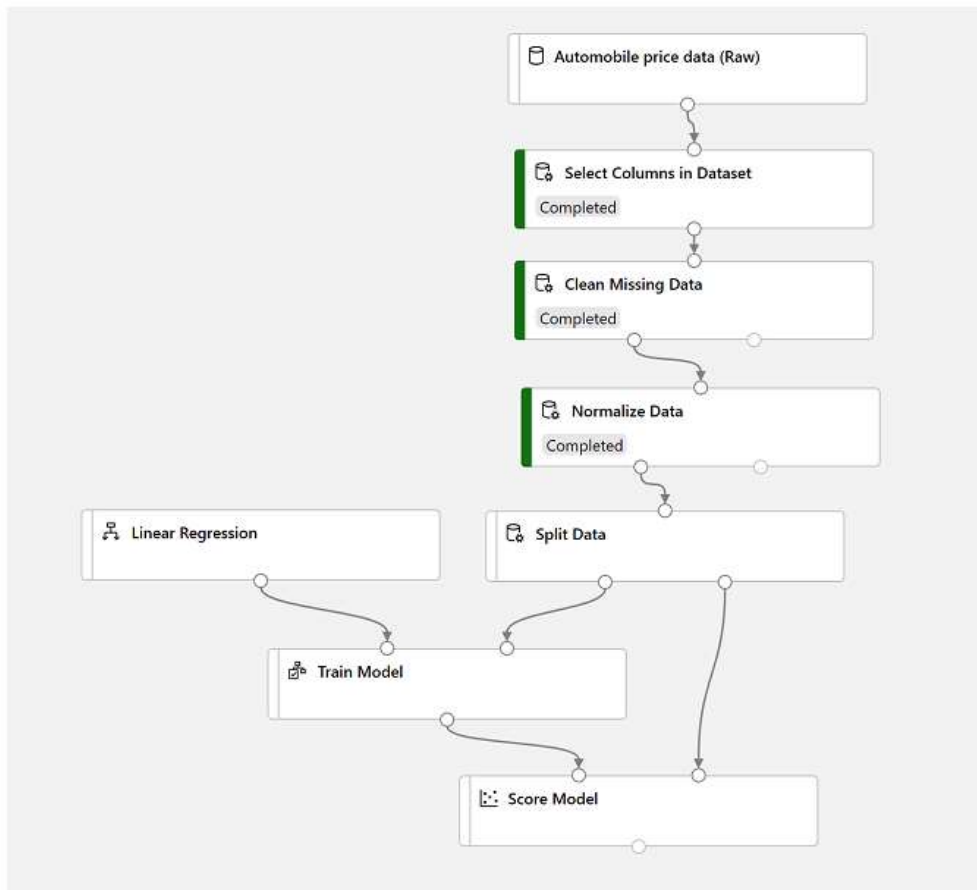 Automobile price data (Raw)
Select Columns in Dataset
Completed
Clean Missing Data
Completed
Normalize Data
Completed
Linear Regression
Split Data
Train Model
Score Model